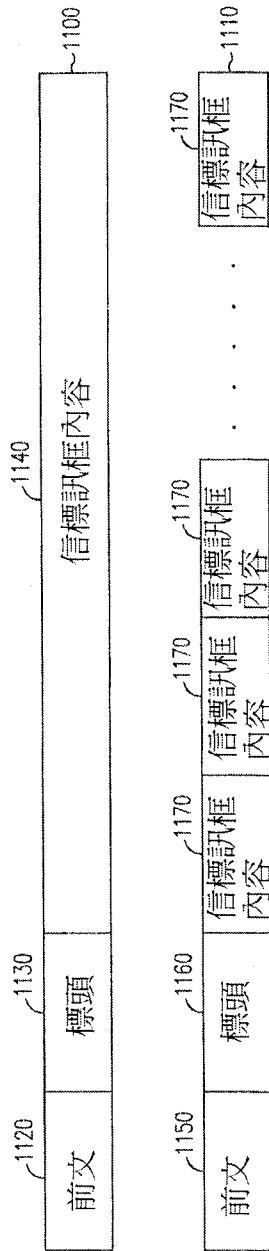 1120
1130
1140
1100
前文
標頭
信標訊框內容
1150
1160
1170
1170
1170
1170
1110
前文
標頭
信標訊框
內容
信標訊框
內容
信標訊框
內容
. . . . .
信標訊框
內容